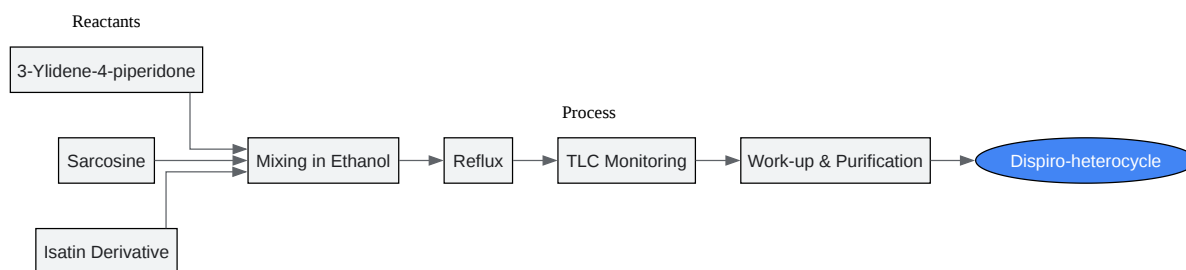 Reactants
3-Ylidene-4-piperidone
Process
Sarcosine
Mixing in Ethanol
Reflux
TLC Monitoring
Work-up & Purification
Dispiro-heterocycle
Isatin Derivative